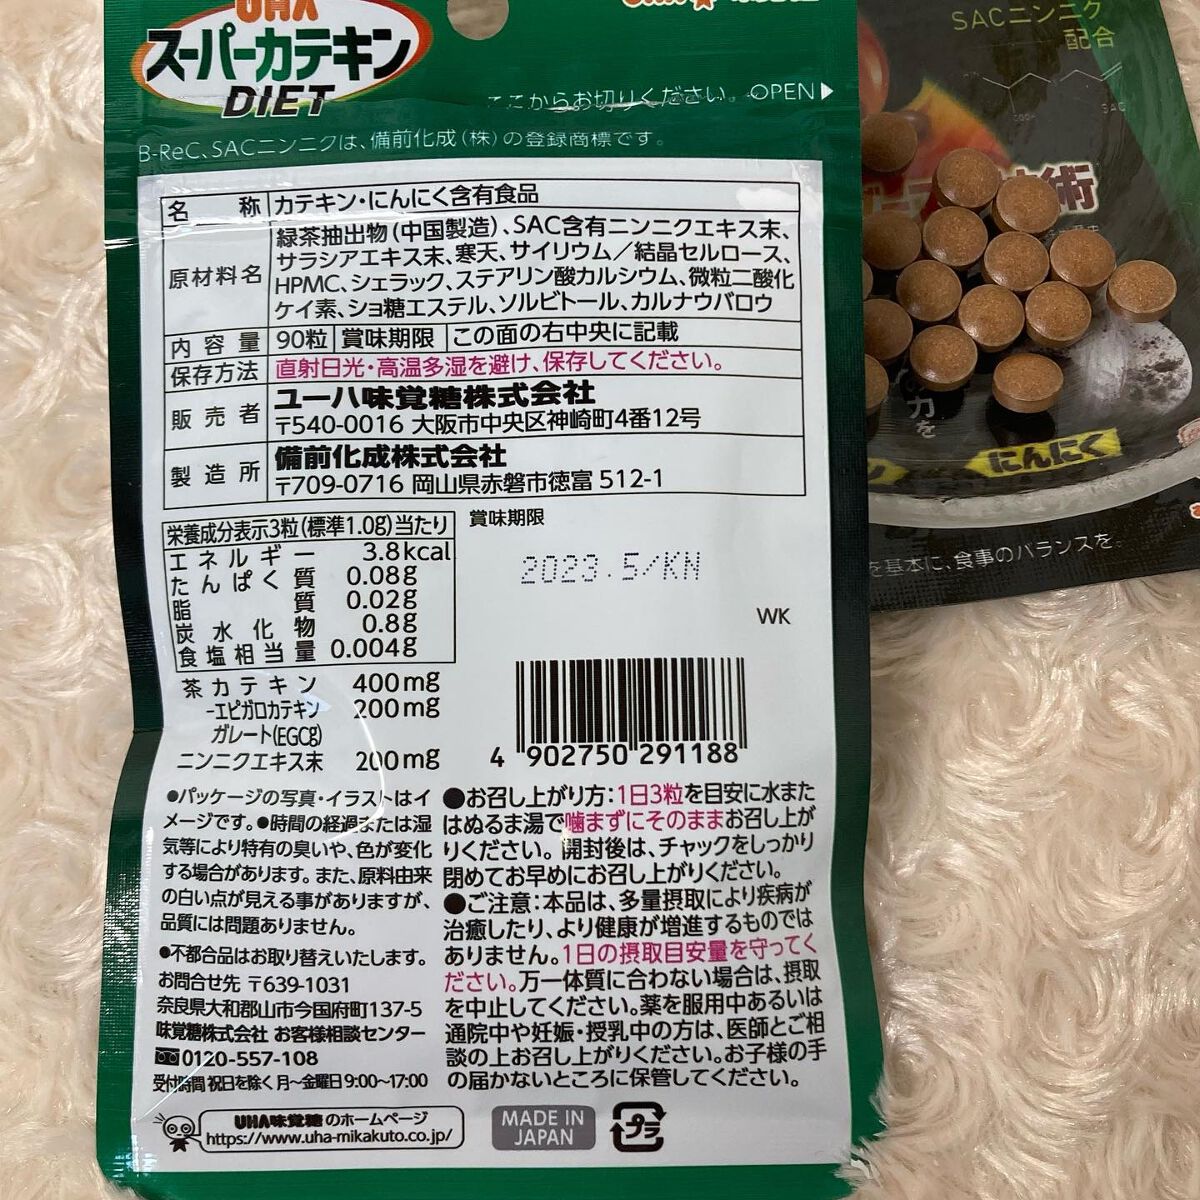 UHA
スーパーカテキン
DIET
ここからお切りください。 OPEN▶
B-ReC、SACニンニクは、備前化成(株)の登録商標です。
名称 カテキン・にんにく含有食品
原材料名 緑茶抽出物(中国製造)、SAC含有ニンニクエキス末、
サラシアエキス末、寒天、サイリウム/結晶セルロース、
HPMC、シェラック、ステアリン酸カルシウム、微粒二酸化
ケイ素、ショ糖エステル、ソルビトール、カルナウバロウ
内容量 90粒 賞味期限 この面の右中央に記載
保存方法 直射日光・高温多湿を避け、保存してください。
販売者 ユーハ味覚糖株式会社
〒540-0016 大阪市中央区神崎町4番12号
製造所 備前化成株式会社
〒709-0716 岡山県赤磐市徳富 512-1
栄養成分表示3粒(標準1.0g)当たり
エネルギー 3.8kcal
たんぱく質 0.08g
脂質 0.02g
炭水化物 0.8g
食塩相当量 0.004g
茶カテキン 400mg
-エピガロカテキン 200mg
ガレート(EGCg)
ニンニクエキス末 200mg
賞味期限
2023.5/KN
WK
4 902750 291188
●パッケージの写真・イラストはイ
メージです。●時間の経過または湿
気等により特有の臭いや、色が変化
する場合があります。また、原料由来
の白い点が見える事がありますが、
品質には問題ありません。
●不都合品はお取り替えいたします。
お問合せ先 〒639-1031
奈良県大和郡山市今国府町137-5
味覚糖株式会社 お客様相談センター
0120-557-108
受付時間 祝日を除く 月〜金曜日 9:00〜17:00
UHA味覚糖のホームページ
https://www.uha-mikakuto.co.jp/
●お召し上がり方:1日3粒を目安に水また
はぬるま湯で噛まずにそのままお召し上が
りください。開封後は、チャックをしっかり
閉めてお早めにお召し上がりください。
●ご注意:本品は、多量摂取により疾病が
治癒したり、より健康が増進するものでは
ありません。1日の摂取目安量を守ってく
ださい。万一体質に合わない場合は、摂取
を中止してください。薬を服用中あるいは
通院中や妊娠・授乳中の方は、医師とご相
談の上お召し上がりください。お子様の手
の届かないところに保管してください。
MADE IN
JAPAN
プラ
SACニンニク
配合
SAC
術
力を
にんにく
を基本に、食事のバランスを。